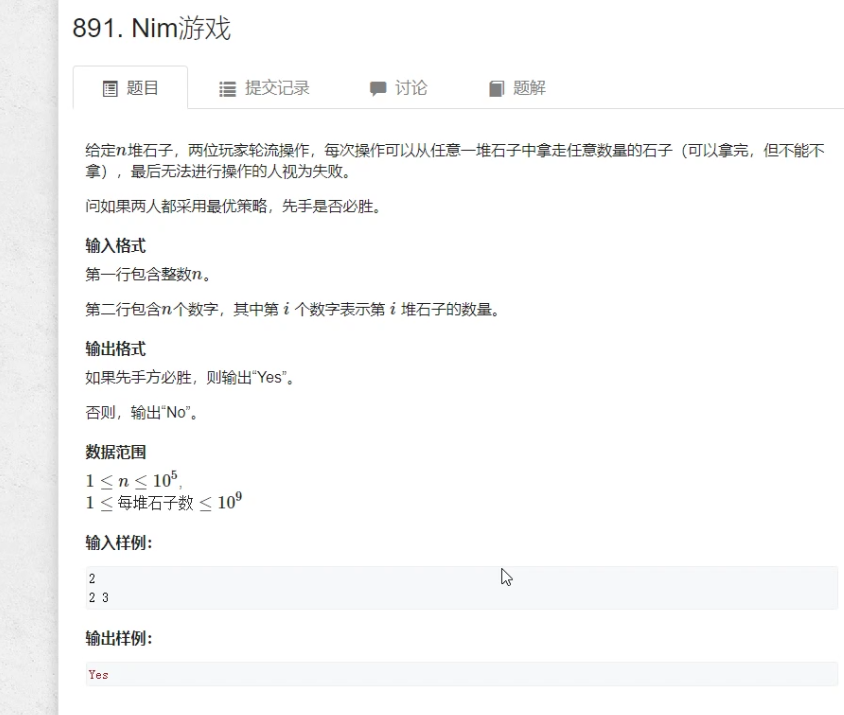 891. Nim游戏
题目 提交记录 讨论 题解
给定n堆石子，两位玩家轮流操作，每次操作可以从任意一堆石子中拿走任意数量的石子（可以拿完，但不能不
拿），最后无法进行操作的人视为失败。
问如果两人都采用最优策略，先手是否必胜。
输入格式
第一行包含整数n。
第二行包含n个数字，其中第 i 个数字表示第 i 堆石子的数量。
输出格式
如果先手方必胜，则输出“Yes”。
否则，输出“No”。
数据范围
1 ≤ n ≤ 10⁵,
1 ≤ 每堆石子数 ≤ 10⁹
输入样例：
2
2 3
输出样例：
Yes